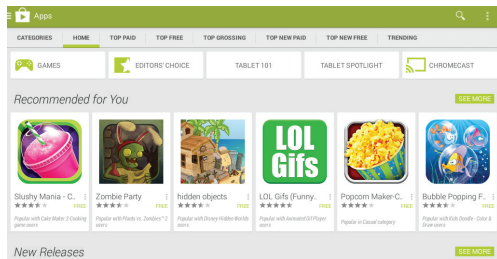 Apps
CATEGORIES HOME TOP PAID TOP FREE TOP GROSSING TOP NEW PAID TOP NEW FREE TRENDING
GAMES EDITORS' CHOICE TABLET 101 TABLET SPOTLIGHT CHROMECAST
Recommended for You SEE MORE
LOL Gifs
Slushy Mania - C.. Zombie Party hidden objects LOL Gifs (Funny.. Popcorn Maker-C.. Bubble Popping F..
FREE FREE FREE FREE FREE FREE
Popular with Cake Maker 2-Cooking game users
Popular with Plants vs. Zombies™ 2 users
Popular with Disney Hidden Worlds users
Popular with Animated Gif Player users
Popular in Casual category
Popular with Kids Doodle - Color & Draw users
New Releases SEE MORE